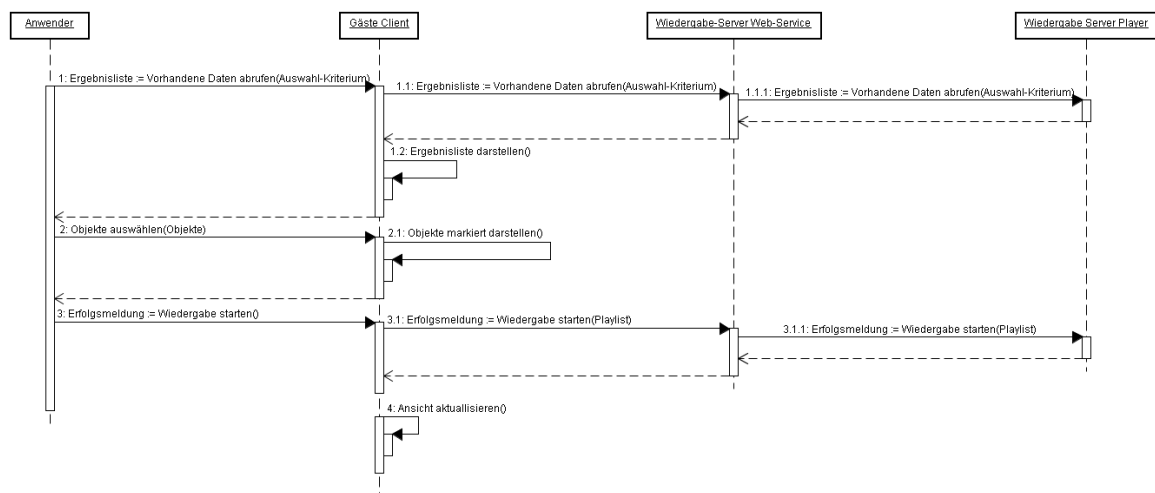 Anwender
Gäste Client
Wiedergabe-Server Web-Service
Wiedergabe Server Player
1: Ergebnisliste := Vorhandene Daten abrufen(Auswahl-Kriterium)
1.1: Ergebnisliste := Vorhandene Daten abrufen(Auswahl-Kriterium)
1.1.1: Ergebnisliste := Vorhandene Daten abrufen(Auswahl-Kriterium)
1.2: Ergebnisliste darstellen()
2: Objekte auswählen(Objekte)
2.1: Objekte markiert darstellen()
3: Erfolgsmeldung := Wiedergabe starten()
3.1: Erfolgsmeldung := Wiedergabe starten(Playlist)
3.1.1: Erfolgsmeldung := Wiedergabe starten(Playlist)
4: Ansicht aktuallisieren()